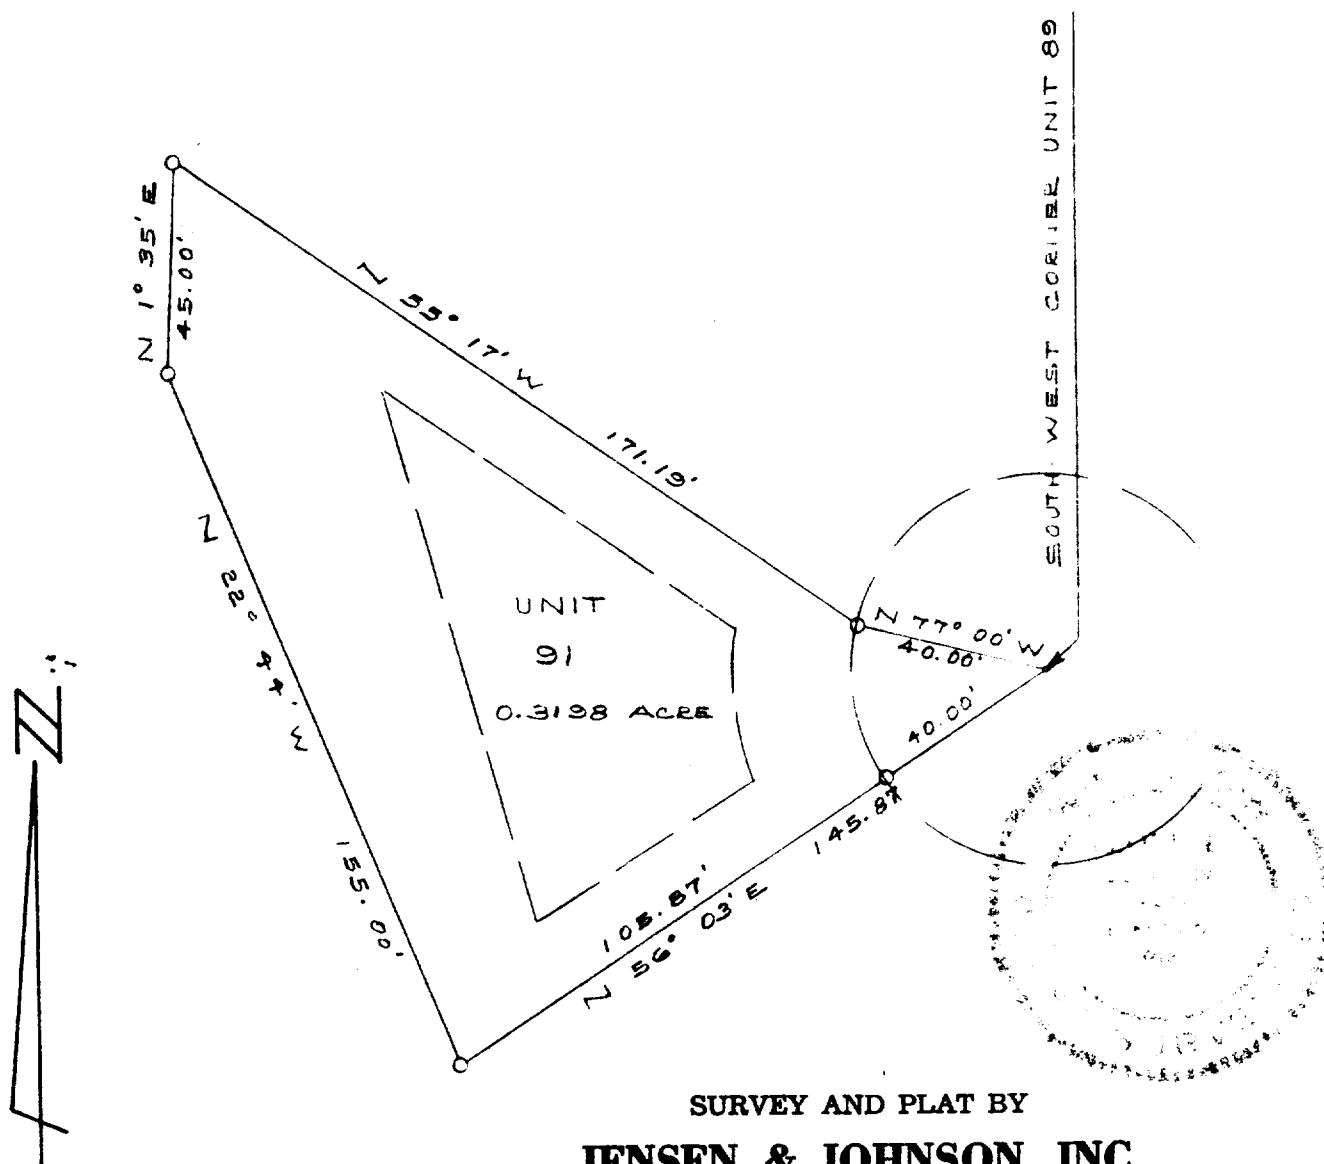 SOUTH WEST CORNER UNIT 89
N 1° 35' E
45.00'
N 55° 17' W
171.19'
N 77° 00' W
40.00'
40.00'
N 22° 44' W
155.00'
UNIT
91
0.3198 ACRE
145.87
105.87'
N 56° 03' E
N
SURVEY AND PLAT BY
JENSEN & JOHNSON, INC